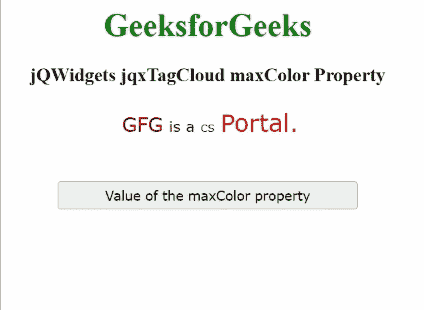 GeeksforGeeks
jQWidgets jqxTagCloud maxColor Property
GFG is a cs Portal.
Value of the maxColor property